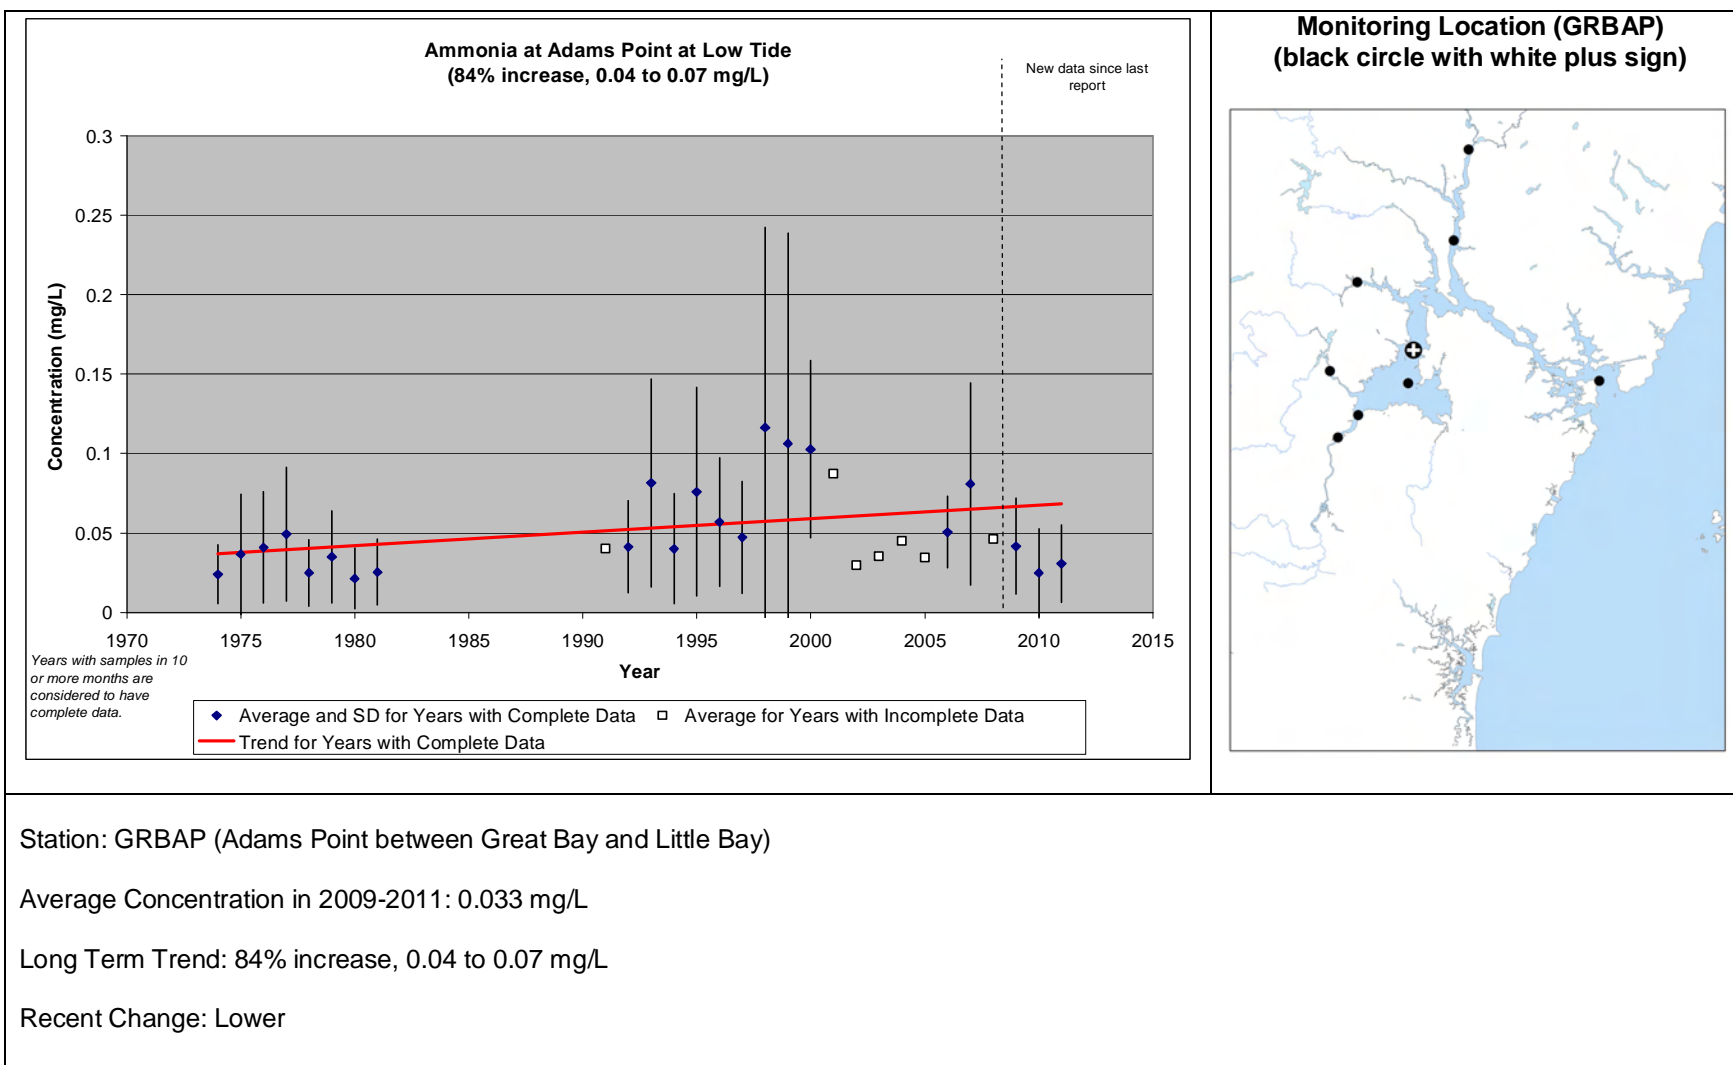 Ammonia at Adams Point at Low Tide
(84% increase, 0.04 to 0.07 mg/L)
New data since last
report
0.3
0.25
0.2
0.15
0.1
0.05
0
Concentration (mg/L)
1970 1975 1980 1985 1990 1995 2000 2005 2010 2015
Year
Years with samples in 10
or more months are
considered to have
complete data.
Average and SD for Years with Complete Data Average for Years with Incomplete Data
Trend for Years with Complete Data
Monitoring Location (GRBAP)
(black circle with white plus sign)
Station: GRBAP (Adams Point between Great Bay and Little Bay)
Average Concentration in 2009-2011: 0.033 mg/L
Long Term Trend: 84% increase, 0.04 to 0.07 mg/L
Recent Change: Lower